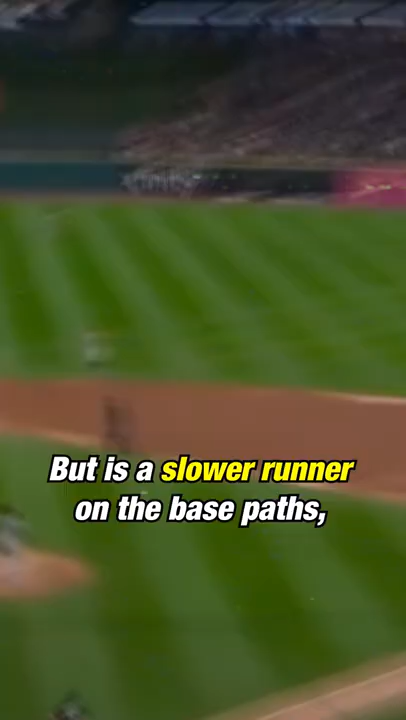 But is a slower runner
on the base paths,